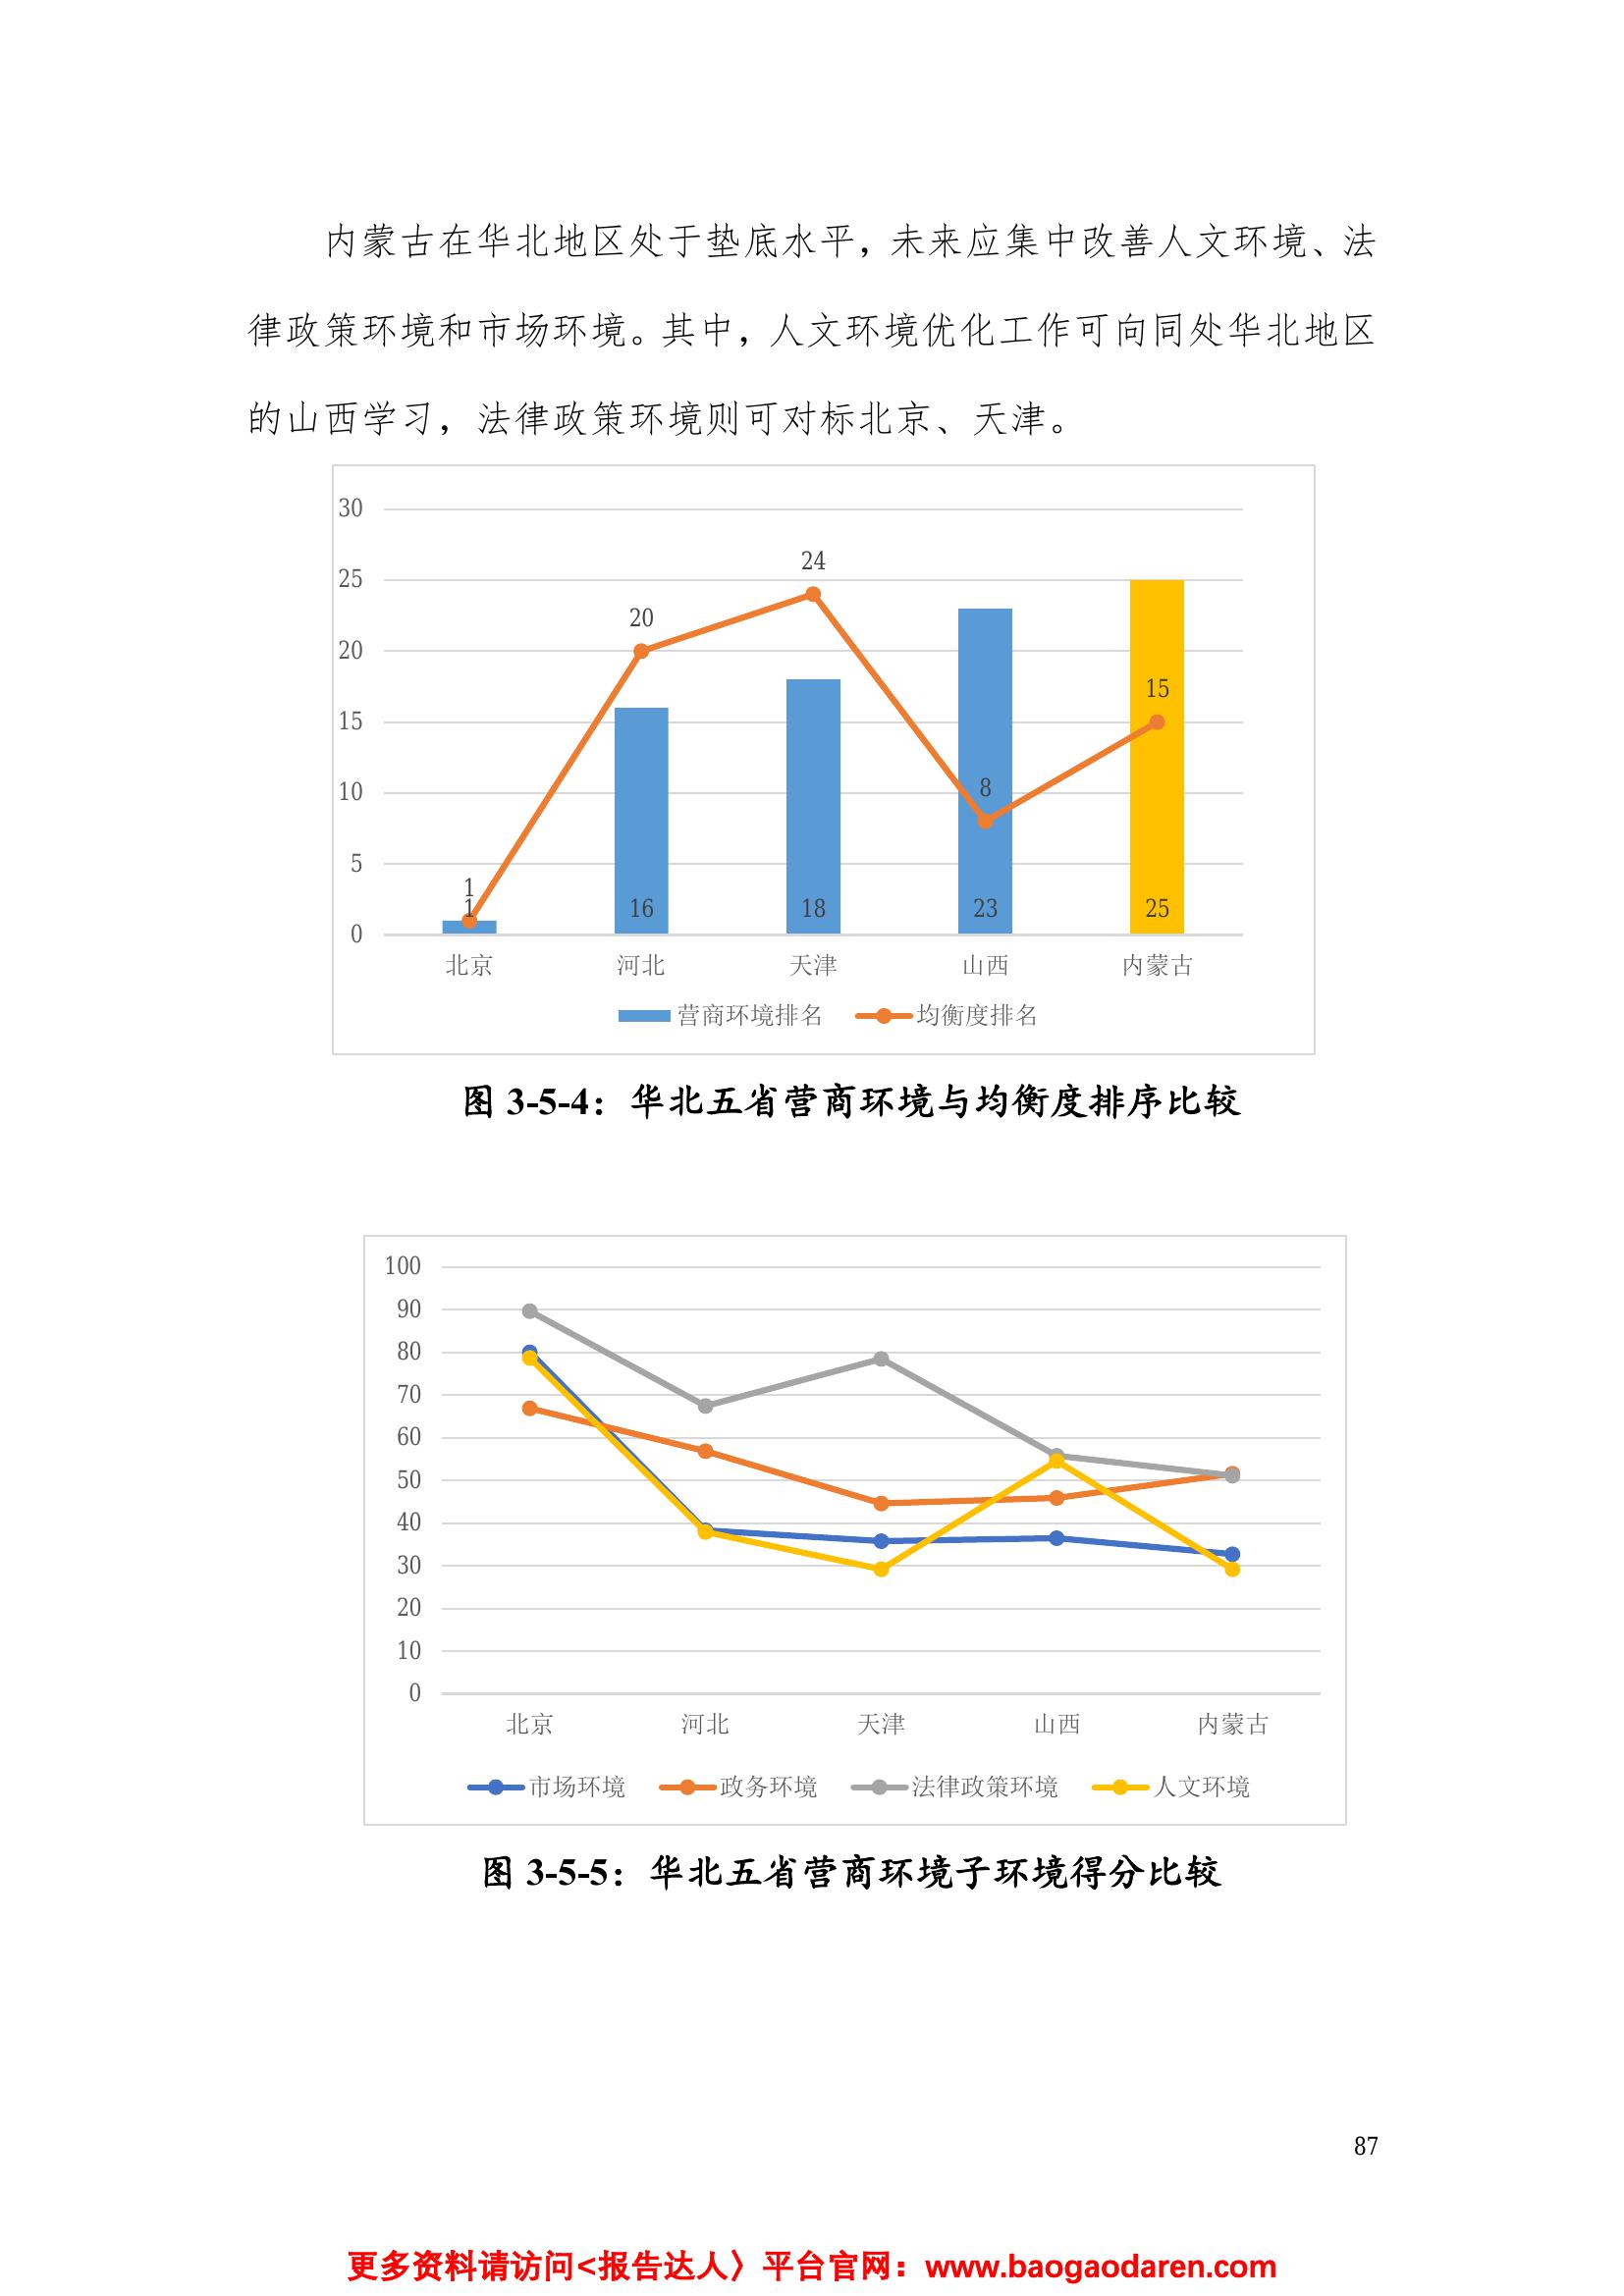 内蒙古在华北地区处于垫底水平，未来应集中改善人文环境、法
律政策环境和市场环境。其中，人文环境优化工作可向同处华北地区
的山西学习，法律政策环境则可对标北京、天津。
30
25
20
15
10
5
0
1
1
20
16
24
18
8
23
15
25
北京 河北 天津 山西 内蒙古
营商环境排名 均衡度排名
图 3-5-4：华北五省营商环境与均衡度排序比较
100
90
80
70
60
50
40
30
20
10
0
北京 河北 天津 山西 内蒙古
市场环境 政务环境 法律政策环境 人文环境
图 3-5-5：华北五省营商环境子环境得分比较
87
更多资料请访问<报告达人〉平台官网：www.baogaodaren.com